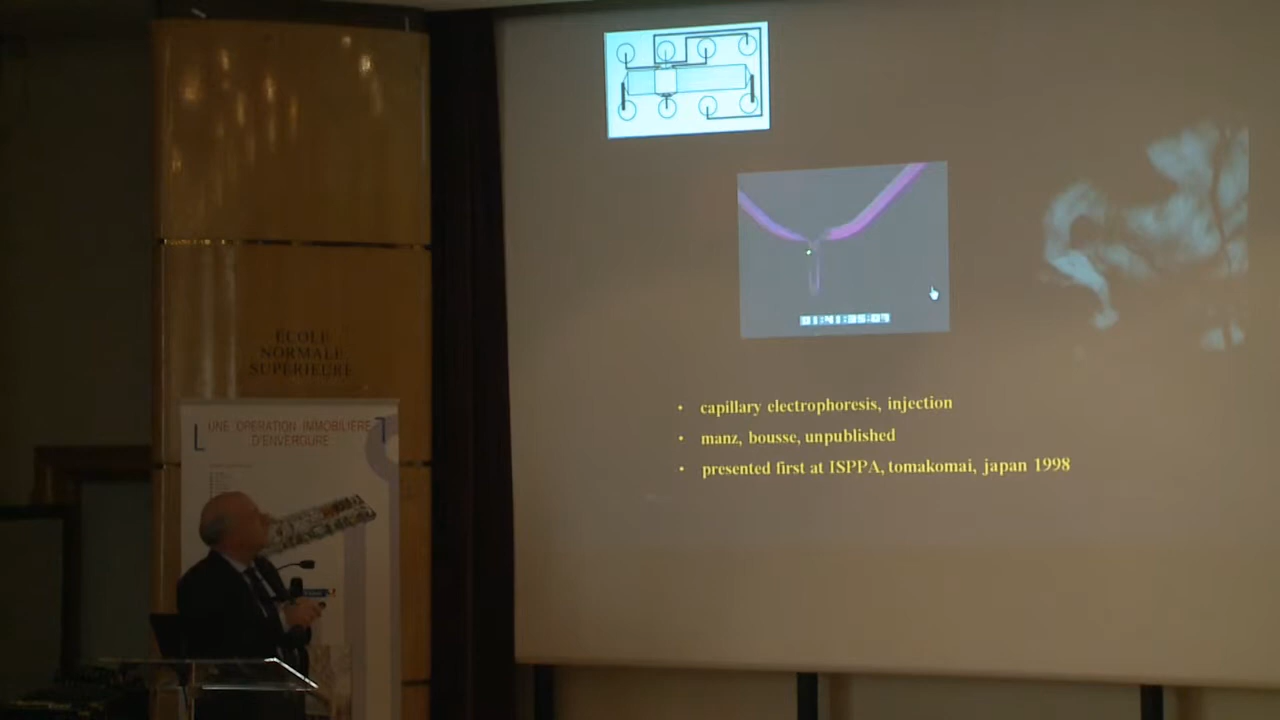 ÉCOLE
NORMALE
SUPÉRIEURE
UNE OPÉRATION IMMOBILIÈRE
D'ENVERGURE
• capillary electrophoresis, injection
• manz, bousse, unpublished
• presented first at ISPPA, tomakomai, japan 1998